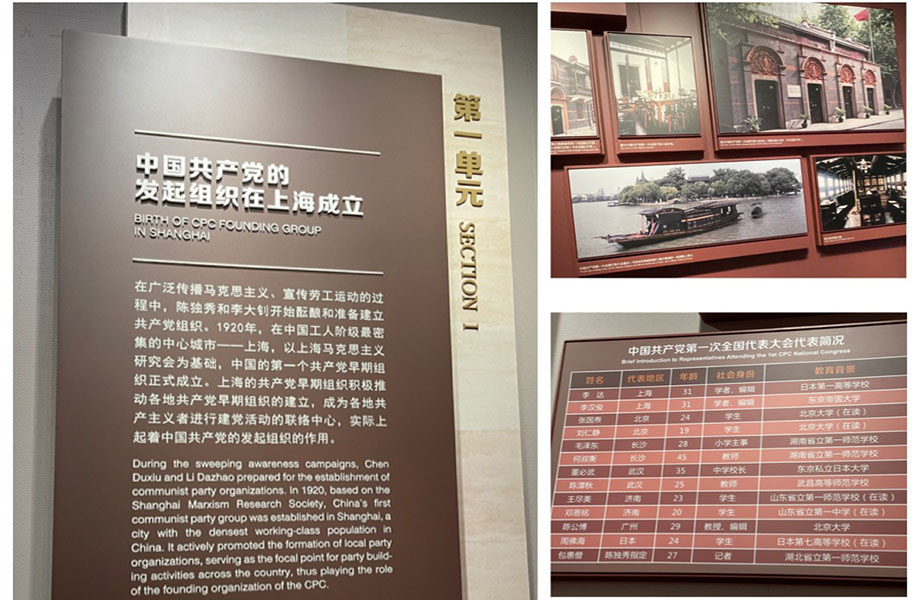 第一单元 SECTION 1
中国共产党的
发起组织在上海成立
BIRTH OF CPC FOUNDING GROUP
IN SHANGHAI
在广泛传播马克思主义、宣传劳工运动的过
程中，陈独秀和李大钊开始酝酿和准备建立
共产党组织。1920年，在中国工人阶级最密
集的中心城市——上海，以上海马克思主义
研究会为基础，中国的第一个共产党早期组
织正式成立。上海的共产党早期组织积极推
动各地共产党早期组织的建立，成为各地共
产主义者进行建党活动的联络中心，实际上
起着中国共产党的发起组织的作用。
During the sweeping awareness campaigns, Chen
Duxiu and Li Dazhao prepared for the establishment of
communist party organizations. In 1920, based on the
Shanghai Marxism Research Society, China's first
communist party group was established in Shanghai, a
city with the densest working-class population in
China. It actively promoted the formation of local party
organizations, serving as the focal point for party build-
ing activities across the country, thus playing the role
of the founding organization of the CPC.
中国共产党第一次全国代表大会代表简况
Brief Introduction to Representatives Attending the 1st CPC National Congress
姓名 代表地区 年龄 社会身份 教育背景
李 达 上海 31 学者、编辑 日本第一高等学校
李汉俊 上海 31 学者、编辑 东京帝国大学
张国焘 北京 24 学生 北京大学（在读）
刘仁静 北京 19 学生 北京大学（在读）
毛泽东 长沙 28 小学主事 湖南省立第一师范学校
何叔衡 长沙 45 教师 湖南省立第一师范学校
董必武 武汉 35 中学校长 东京私立日本大学
陈潭秋 武汉 25 教师 武昌高等师范学校
王尽美 济南 23 学生 山东省立第一师范学校（在读）
邓恩铭 济南 20 学生 山东省立第一中学（在读）
陈公博 广州 29 教授、编辑 北京大学
周佛海 日本 24 学生 日本第七高等学校（在读）
包惠僧 陈独秀指定 27 记者 湖北省立第一师范学校